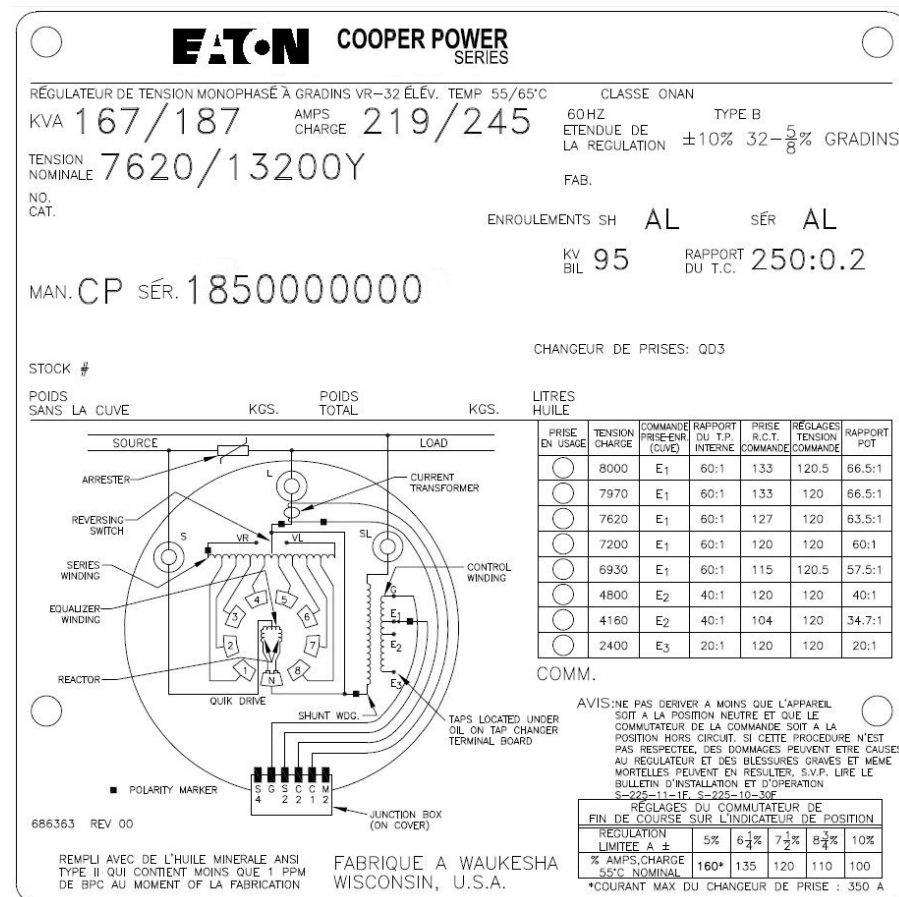 EATON COOPER POWER
SERIES
RÉGULATEUR DE TENSION MONOPHASÉ À GRADINS VR-32 ÉLÉV. TEMP 55/65°C CLASSE ONAN
KVA 167/187 AMPS CHARGE 219/245 60HZ TYPE B
ETENDUE DE LA REGULATION ±10% 32-5/8% GRADINS
TENSION NOMINALE 7620/13200Y
FAB.
NO.
CAT.
ENROULEMENTS SH AL SÉR AL
KV BIL 95 RAPPORT DU T.C. 250:0.2
MAN. CP SÉR. 1850000000
CHANGEUR DE PRISES: QD3
STOCK #
POIDS SANS LA CUVE KGS. POIDS TOTAL KGS. LITRES HUILE
SOURCE LOAD
ARRESTER
L
CURRENT TRANSFORMER
REVERSING SWITCH
S
VR VL
SL
SERIES WINDING
CONTROL WINDING
G
EQUALIZER WINDING
E1
E2
E3
1 2 3 4 5 6 7 8
N
REACTOR
QUIK DRIVE
SHUNT WDG.
TAPS LOCATED UNDER
OIL ON TAP CHANGER
TERMINAL BOARD
S4 G S2 C2 C1 M2
■ POLARITY MARKER
JUNCTION BOX
(ON COVER)
686363 REV 00
REMPLI AVEC DE L'HUILE MINERALE ANSI
TYPE II QUI CONTIENT MOINS QUE 1 PPM
DE BPC AU MOMENT OF LA FABRICATION
FABRIQUE A WAUKESHA
WISCONSIN, U.S.A.
PRISE EN USAGE TENSION CHARGE COMMANDE PRISE-ENR. (CUVE) RAPPORT DU T.P. INTERNE PRISE R.C.T. COMMANDE RÉGLAGES TENSION COMMANDE RAPPORT POT
8000 E1 60:1 133 120.5 66.5:1
7970 E1 60:1 133 120 66.5:1
7620 E1 60:1 127 120 63.5:1
7200 E1 60:1 120 120 60:1
6930 E1 60:1 115 120.5 57.5:1
4800 E2 40:1 120 120 40:1
4160 E2 40:1 104 120 34.7:1
2400 E3 20:1 120 120 20:1
COMM.
AVIS: NE PAS DERIVER A MOINS QUE L'APPAREIL
SOIT A LA POSITION NEUTRE ET QUE LE
COMMUTATEUR DE LA COMMANDE SOIT A LA
POSITION HORS CIRCUIT. SI CETTE PROCEDURE N'EST
PAS RESPECTEE, DES DOMMAGES PEUVENT ETRE CAUSES
AU REGULATEUR ET DES BLESSURES GRAVES ET MEME
MORTELLES PEUVENT EN RESULTER, S.V.P. LIRE LE
BULLETIN D'INSTALLATION ET D'OPERATION
S-225-11-1F, S-225-10-30F
RÉGLAGES DU COMMUTATEUR DE
FIN DE COURSE SUR L'INDICATEUR DE POSITION
REGULATION LIMITEE A ± 5% 6 1/4% 7 1/2% 8 3/4% 10%
% AMPS,CHARGE 55°C NOMINAL 160* 135 120 110 100
*COURANT MAX DU CHANGEUR DE PRISE : 350 A